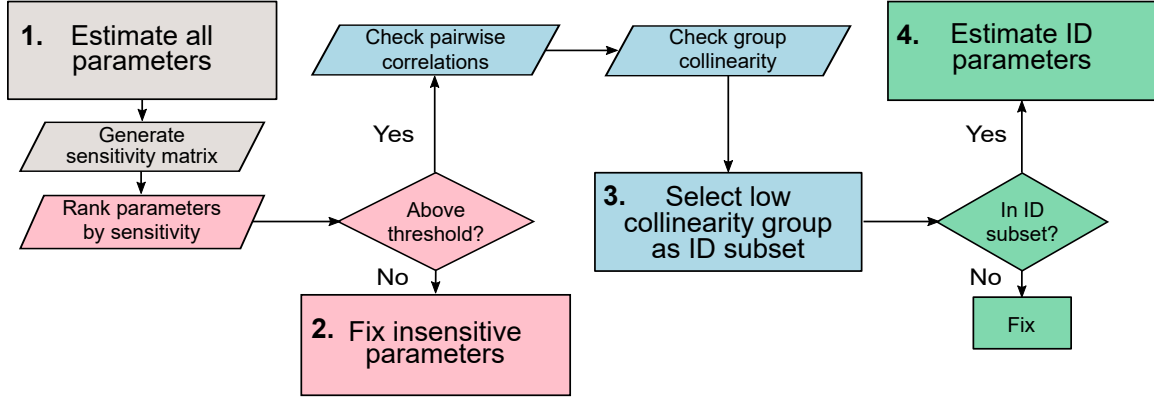 1. Estimate all
parameters
Generate
sensitivity matrix
Rank parameters
by sensitivity
Above
threshold?
Yes
No
2. Fix insensitive
parameters
Check pairwise
correlations
Check group
collinearity
3. Select low
collinearity group
as ID subset
In ID
subset?
Yes
No
Fix
4. Estimate ID
parameters